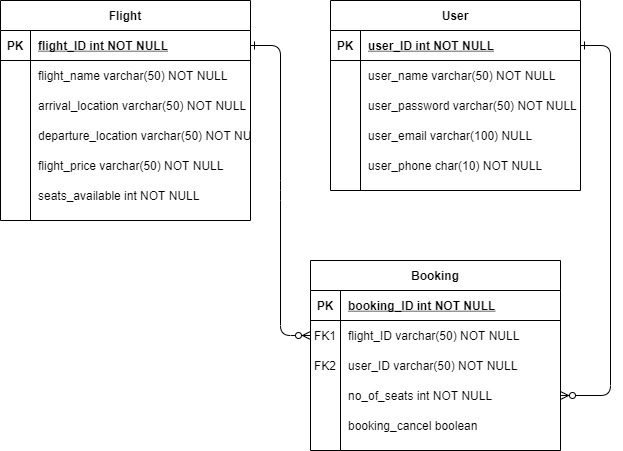 Flight
PK flight_ID int NOT NULL
flight_name varchar(50) NOT NULL
arrival_location varchar(50) NOT NULL
departure_location varchar(50) NOT NU
flight_price varchar(50) NOT NULL
seats_available int NOT NULL
User
PK user_ID int NOT NULL
user_name varchar(50) NOT NULL
user_password varchar(50) NOT NULL
user_email varchar(100) NULL
user_phone char(10) NOT NULL
Booking
PK booking_ID int NOT NULL
FK1 flight_ID varchar(50) NOT NULL
FK2 user_ID varchar(50) NOT NULL
no_of_seats int NOT NULL
booking_cancel boolean